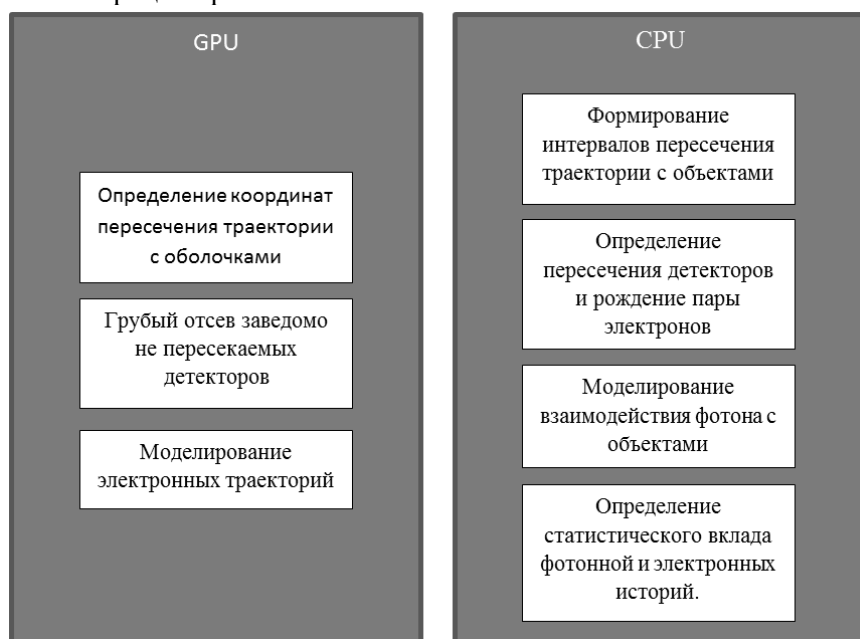 GPU
Определение координат
пересечения траектории
с оболочками
Грубый отсев заведомо
не пересекаемых
детекторов
Моделирование
электронных траекторий
CPU
Формирование
интервалов пересечения
траектории с объектами
Определение
пересечения детекторов
и рождение пары
электронов
Моделирование
взаимодействия фотона с
объектами
Определение
статистического вклада
фотонной и электронных
историй.